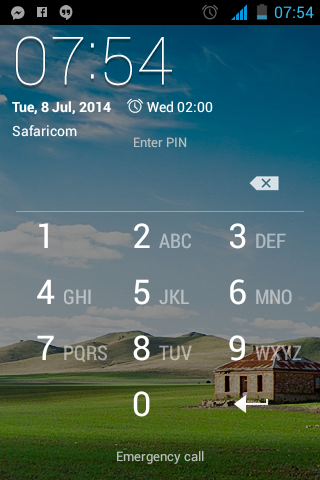 07:54
07:54
Tue, 8 Jul, 2014 Wed 02:00
Safaricom
Enter PIN
1 2 ABC 3 DEF
4 GHI 5 JKL 6 MNO
7 PQRS 8 TUV 9 WXYZ
0
Emergency call